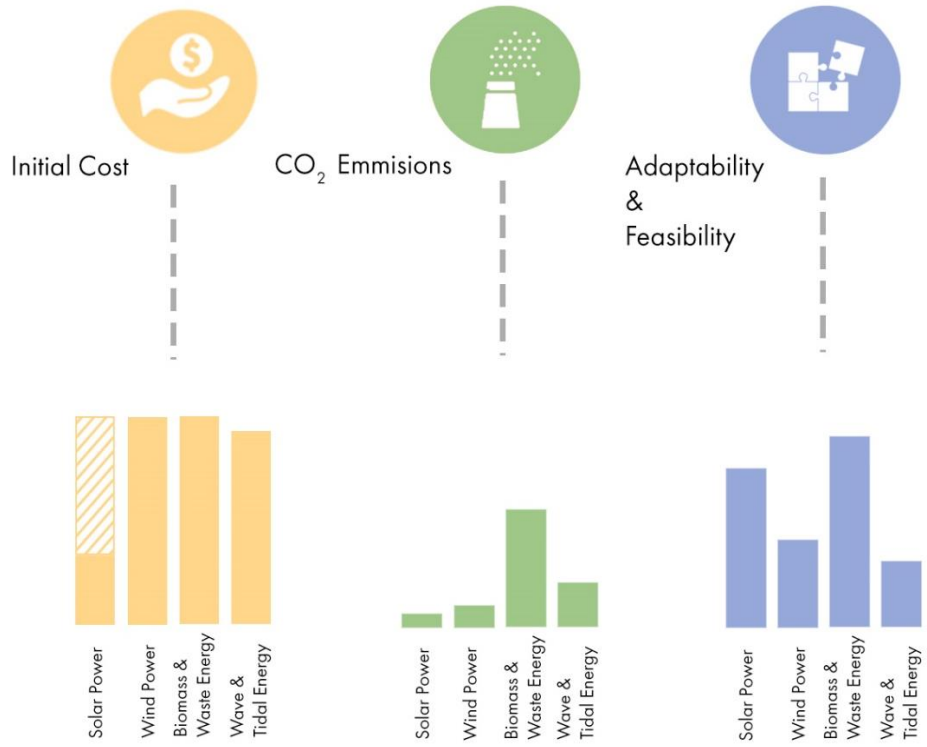 $
Initial Cost
CO₂ Emmisions
Adaptability
&
Feasibility
Solar Power
Wind Power
Biomass &
Waste Energy
Wave &
Tidal Energy
Solar Power
Wind Power
Biomass &
Waste Energy
Wave &
Tidal Energy
Solar Power
Wind Power
Biomass &
Waste Energy
Wave &
Tidal Energy